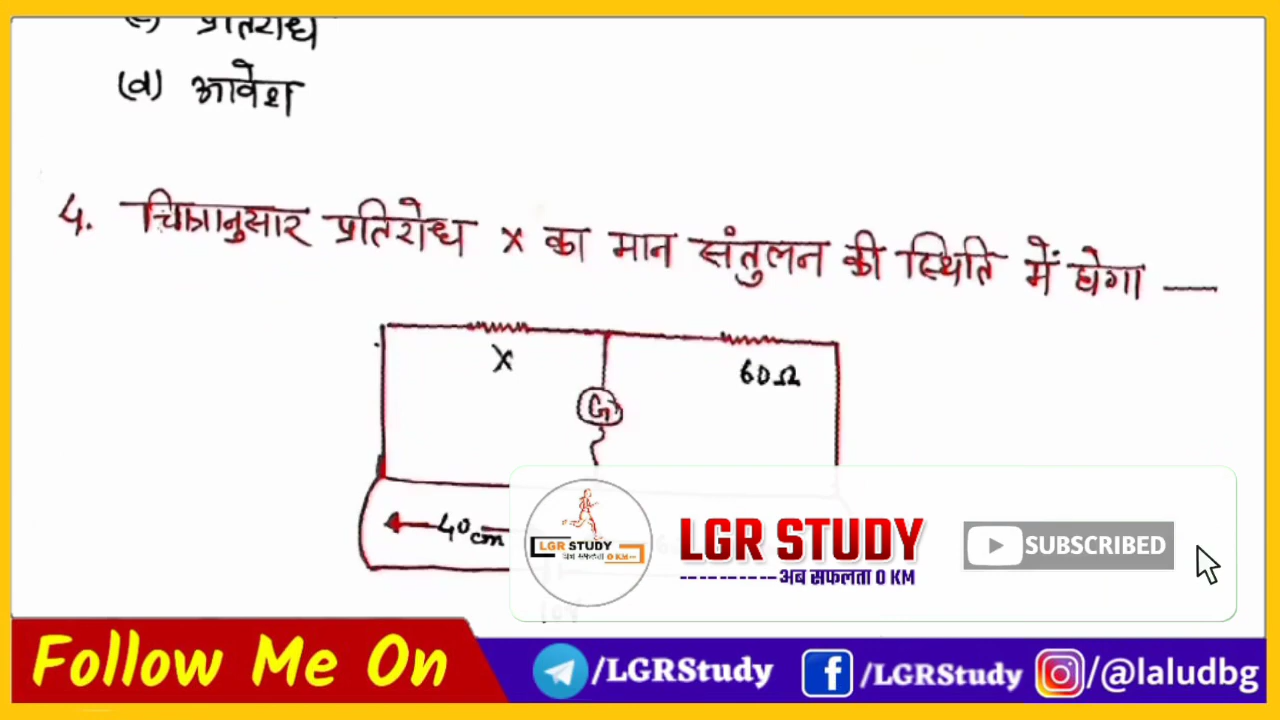 (c) प्रतिरोध
(d) आवेश
4. चित्रानुसार प्रतिरोध x का मान संतुलन की स्थिति में होगा —
X
60Ω
G
40cm
LGR STUDY
अब सफलता 0 KM
LGR STUDY
अब सफलता 0 KM
SUBSCRIBED
Follow Me On
/LGRStudy
/LGRStudy
/@laludbg